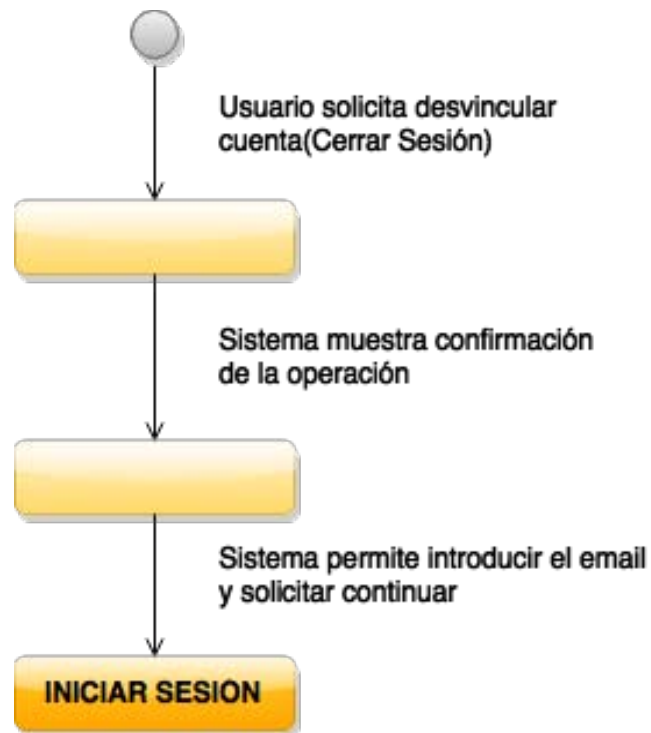 Usuario solicita desvincular
cuenta(Cerrar Sesión)
Sistema muestra confirmación
de la operación
Sistema permite introducir el email
y solicitar continuar
INICIAR SESIÓN